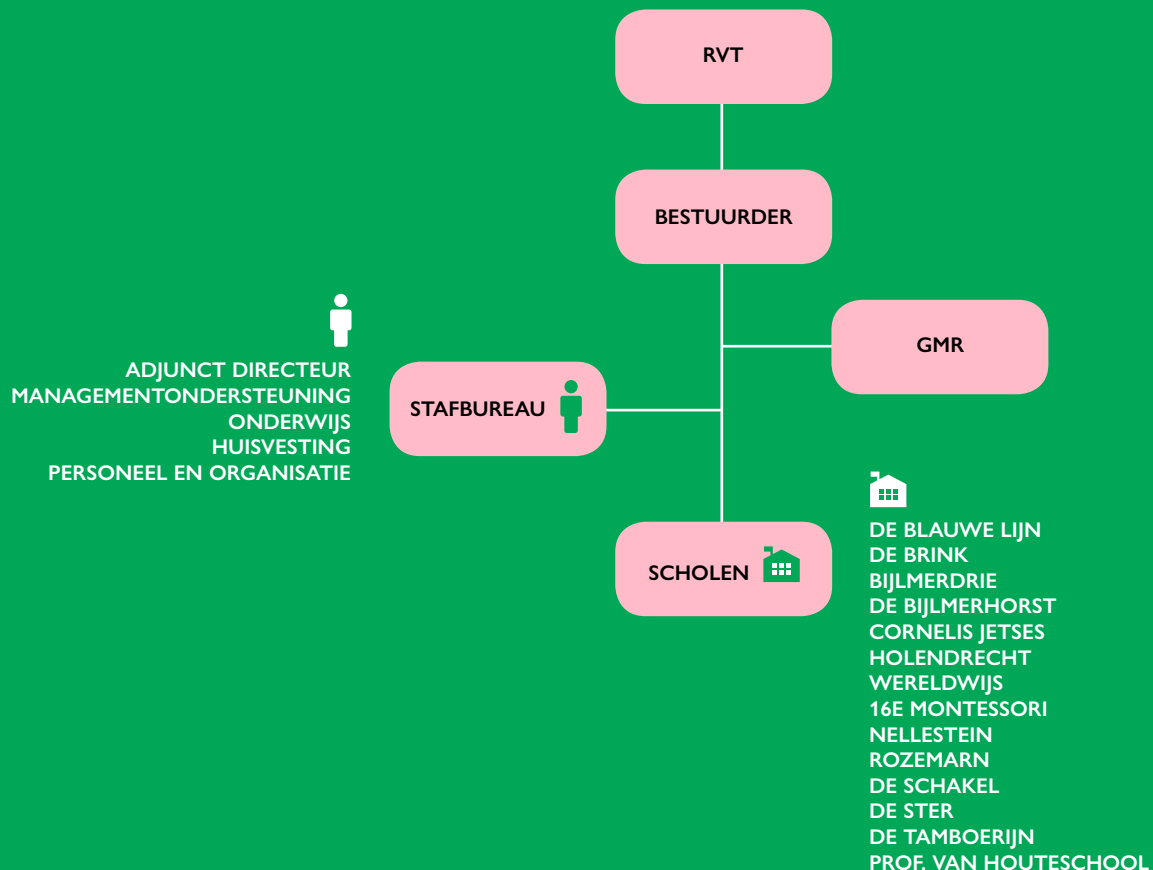 RVT
BESTUURDER
GMR
ADJUNCT DIRECTEUR
MANAGEMENTONDERSTEUNING
ONDERWIJS
HUISVESTING
PERSONEEL EN ORGANISATIE
STAFBUREAU
SCHOLEN
DE BLAUWE LIJN
DE BRINK
BIJLMERDRIE
DE BIJLMERHORST
CORNELIS JETSES
HOLENDRECHT
WERELDWIJS
16E MONTESSORI
NELLESTEIN
ROZEMARN
DE SCHAKEL
DE STER
DE TAMBOERIJN
PROF. VAN HOUTESCHOOL